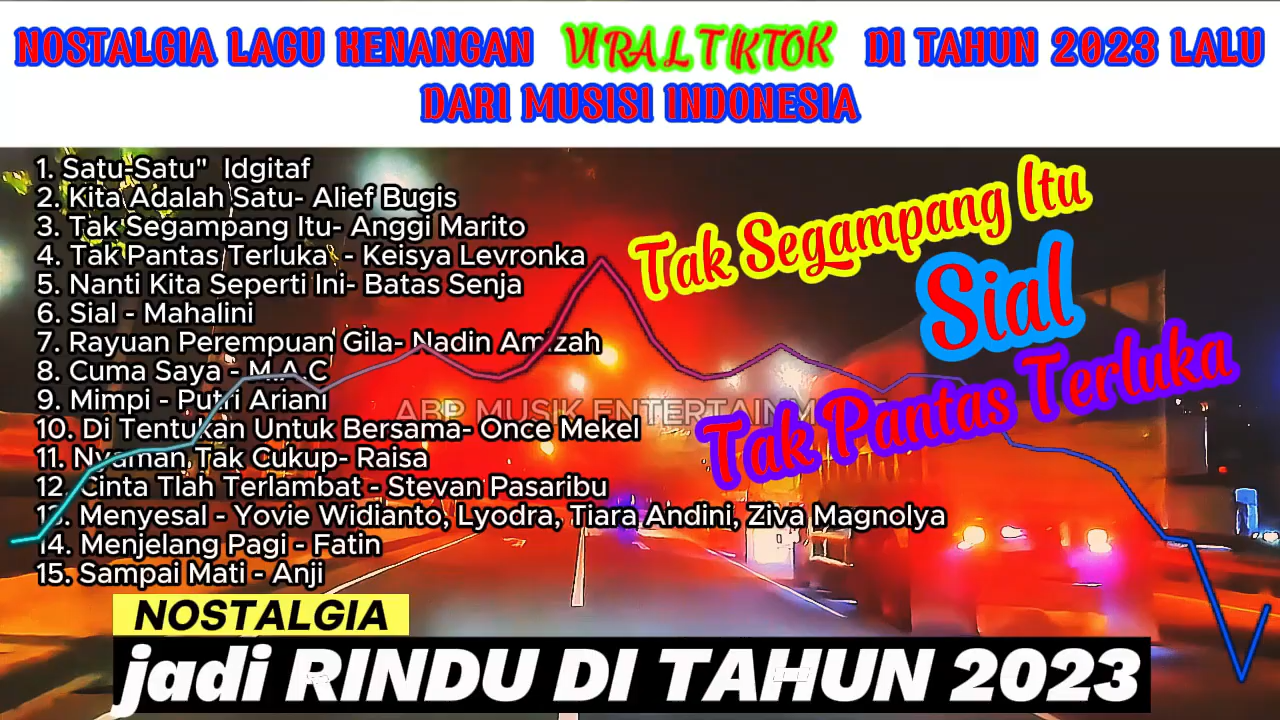 NOSTALGIA LAGU KENANGAN VIRAL TIKTOK DI TAHUN 2023 LALU
DARI MUSISI INDONESIA
1. Satu-Satu" Idgitaf
2. Kita Adalah Satu- Alief Bugis
3. Tak Segampang Itu- Anggi Marito
4. Tak Pantas Terluka - Keisya Levronka
5. Nanti Kita Seperti Ini- Batas Senja
6. Sial - Mahalini
7. Rayuan Perempuan Gila- Nadin Amizah
8. Cuma Saya - M.A.C
9. Mimpi - Putri Ariani
10. Di Tentukan Untuk Bersama- Once Mekel
11. Nyaman Tak Cukup- Raisa
12. Cinta Tlah Terlambat - Stevan Pasaribu
13. Menyesal - Yovie Widianto, Lyodra, Tiara Andini, Ziva Magnolya
14. Menjelang Pagi - Fatin
15. Sampai Mati - Anji
Tak Segampang Itu
Sial
Tak Pantas Terluka
ABP MUSIK ENTERTAINMENT
NOSTALGIA
jadi RINDU DI TAHUN 2023